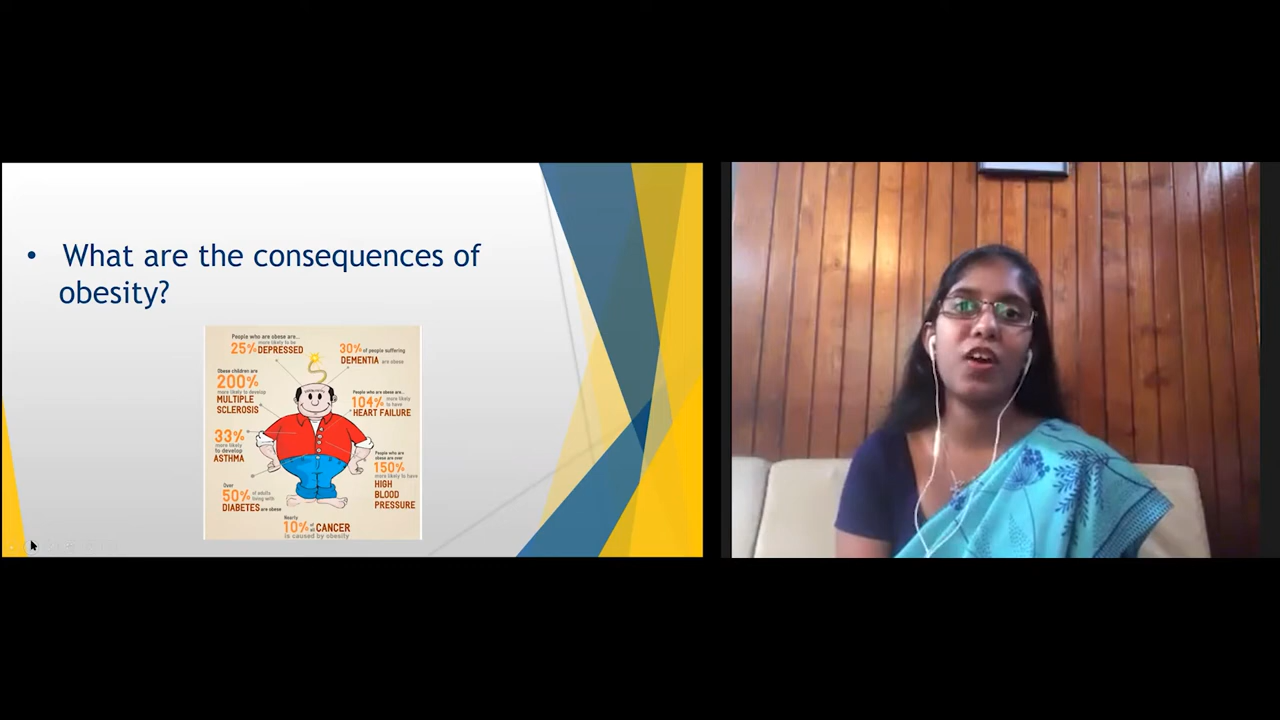 • What are the consequences of
obesity?
People who are obese are...
more likely to be
25% DEPRESSED
30% of people suffering
DEMENTIA are obese
Obese children are
200%
more likely to develop
MULTIPLE
SCLEROSIS
People who are obese are...
104% more likely
to have
HEART FAILURE
33%
more likely
to develop
ASTHMA
People who are
obese are over
150%
more likely to have
HIGH
BLOOD
PRESSURE
Over
50% of adults
living with
DIABETES are obese
Nearly
10% of all CANCER
is caused by obesity